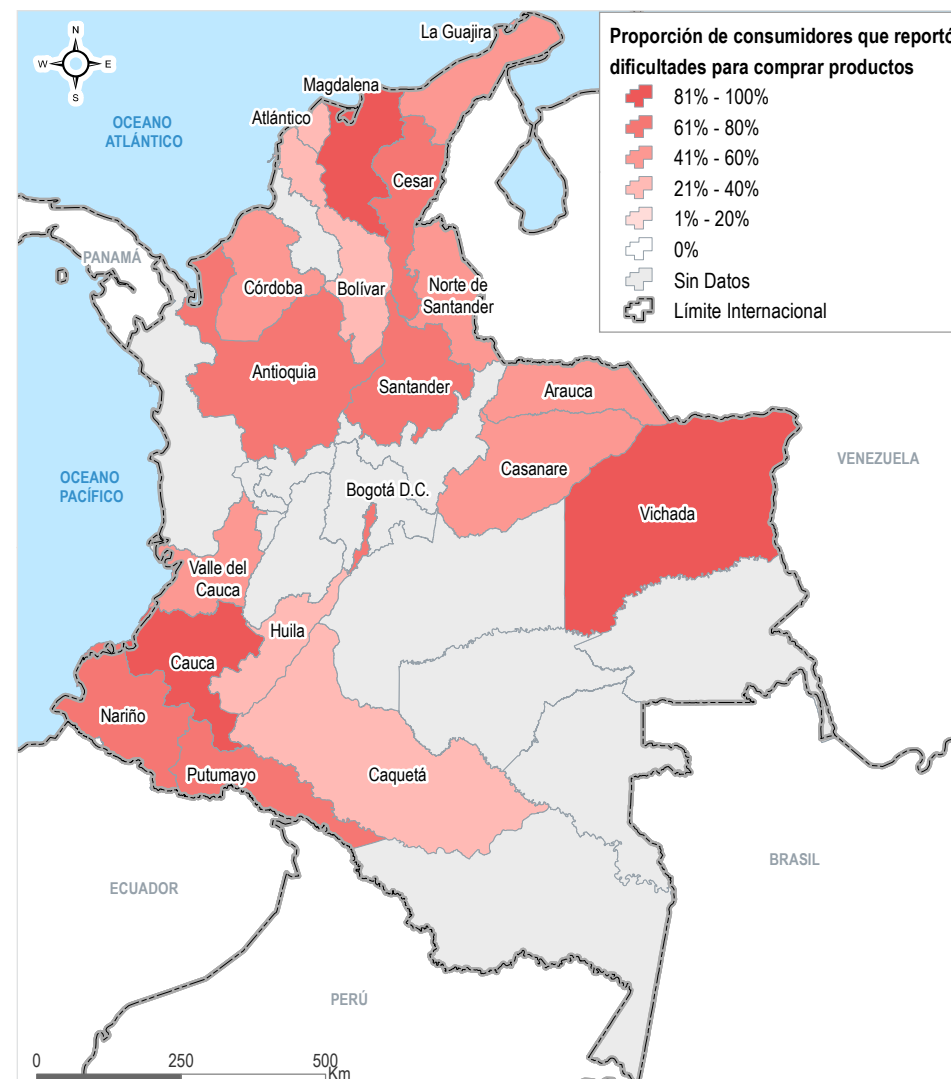 Proporción de consumidores que reportó
dificultades para comprar productos
81% - 100%
61% - 80%
41% - 60%
21% - 40%
1% - 20%
0%
Sin Datos
Límite Internacional
N
W
E
S
La Guajira
Magdalena
Atlántico
OCEANO
ATLÁNTICO
Cesar
PANAMÁ
Córdoba
Bolívar
Norte de
Santander
Antioquia
Santander
Arauca
Casanare
VENEZUELA
OCEANO
PACÍFICO
Bogotá D.C.
Vichada
Valle del
Cauca
Huila
Cauca
Nariño
Putumayo
Caquetá
BRASIL
ECUADOR
PERÚ
0
250
500
Km